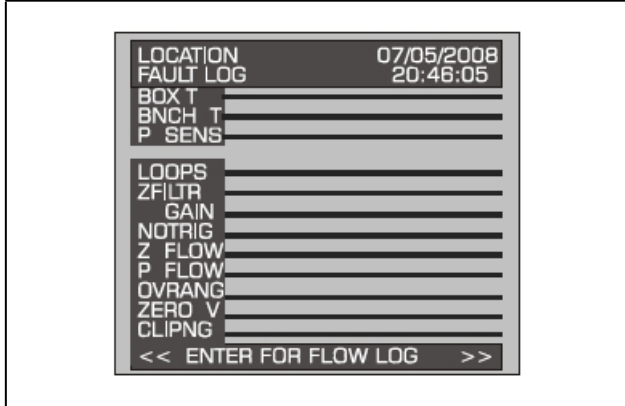 LOCATION 07/05/2008
FAULT LOG 20:46:05
BOX T
BNCH T
P SENS
LOOPS
ZFILTR
GAIN
NOTRIG
Z FLOW
P FLOW
OVRANG
ZERO V
CLIPNG
<< ENTER FOR FLOW LOG >>